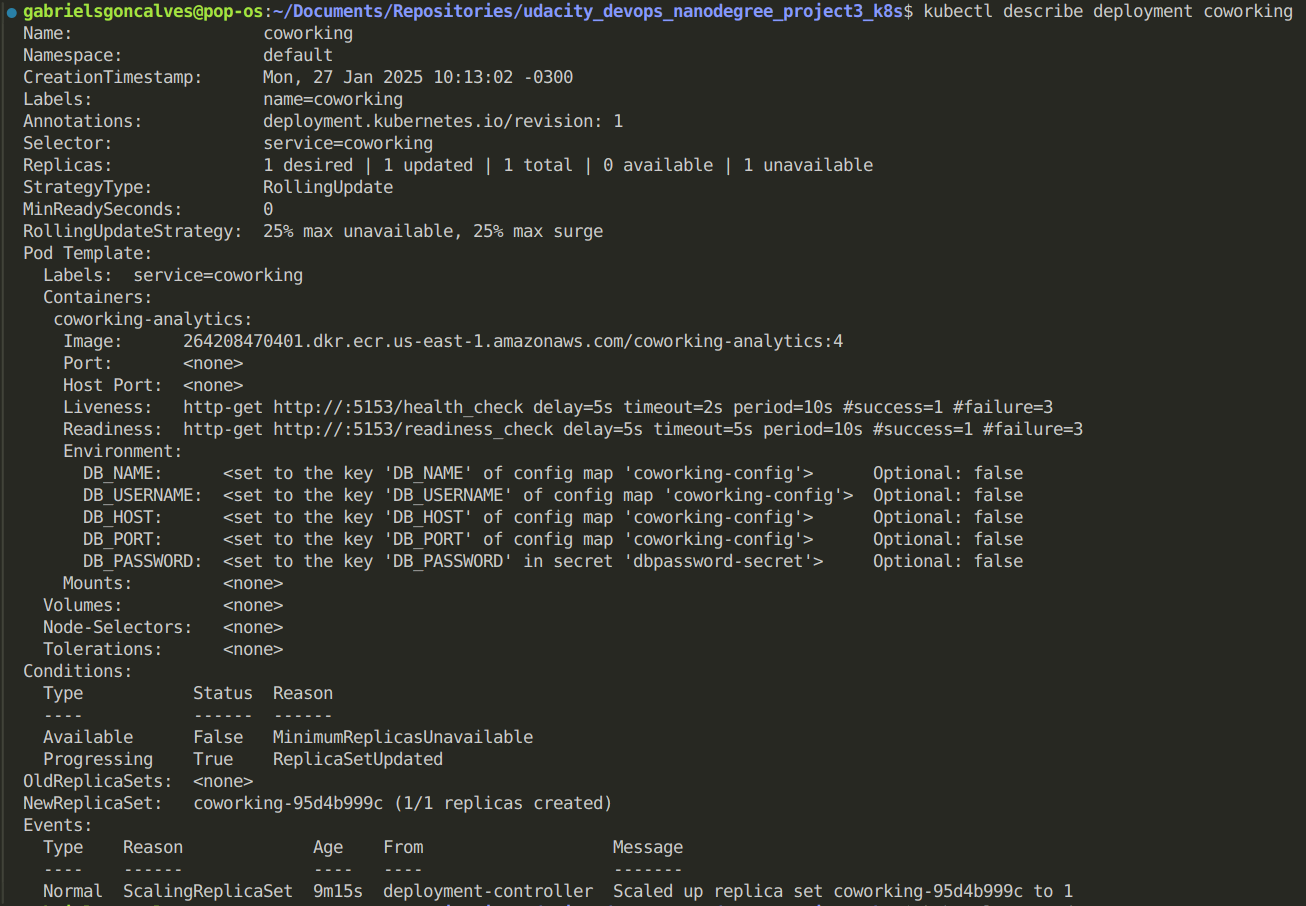 gabrielsgoncalves@pop-os:~/Documents/Repositories/udacity_devops_nanodegree_project3_k8s$ kubectl describe deployment coworking
Name:                   coworking
Namespace:              default
CreationTimestamp:      Mon, 27 Jan 2025 10:13:02 -0300
Labels:                 name=coworking
Annotations:            deployment.kubernetes.io/revision: 1
Selector:               service=coworking
Replicas:               1 desired | 1 updated | 1 total | 0 available | 1 unavailable
StrategyType:           RollingUpdate
MinReadySeconds:        0
RollingUpdateStrategy:  25% max unavailable, 25% max surge
Pod Template:
  Labels:  service=coworking
  Containers:
   coworking-analytics:
    Image:      264208470401.dkr.ecr.us-east-1.amazonaws.com/coworking-analytics:4
    Port:       <none>
    Host Port:  <none>
    Liveness:   http-get http://:5153/health_check delay=5s timeout=2s period=10s #success=1 #failure=3
    Readiness:  http-get http://:5153/readiness_check delay=5s timeout=5s period=10s #success=1 #failure=3
    Environment:
      DB_NAME:      <set to the key 'DB_NAME' of config map 'coworking-config'>      Optional: false
      DB_USERNAME:  <set to the key 'DB_USERNAME' of config map 'coworking-config'>  Optional: false
      DB_HOST:      <set to the key 'DB_HOST' of config map 'coworking-config'>      Optional: false
      DB_PORT:      <set to the key 'DB_PORT' of config map 'coworking-config'>      Optional: false
      DB_PASSWORD:  <set to the key 'DB_PASSWORD' in secret 'dbpassword-secret'>     Optional: false
    Mounts:         <none>
  Volumes:          <none>
  Node-Selectors:   <none>
  Tolerations:      <none>
Conditions:
  Type           Status  Reason
  ----           ------  ------
  Available      False   MinimumReplicasUnavailable
  Progressing    True    ReplicaSetUpdated
OldReplicaSets:  <none>
NewReplicaSet:   coworking-95d4b999c (1/1 replicas created)
Events:
  Type    Reason             Age    From                   Message
  ----    ------             ----   ----                   -------
  Normal  ScalingReplicaSet  9m15s  deployment-controller  Scaled up replica set coworking-95d4b999c to 1